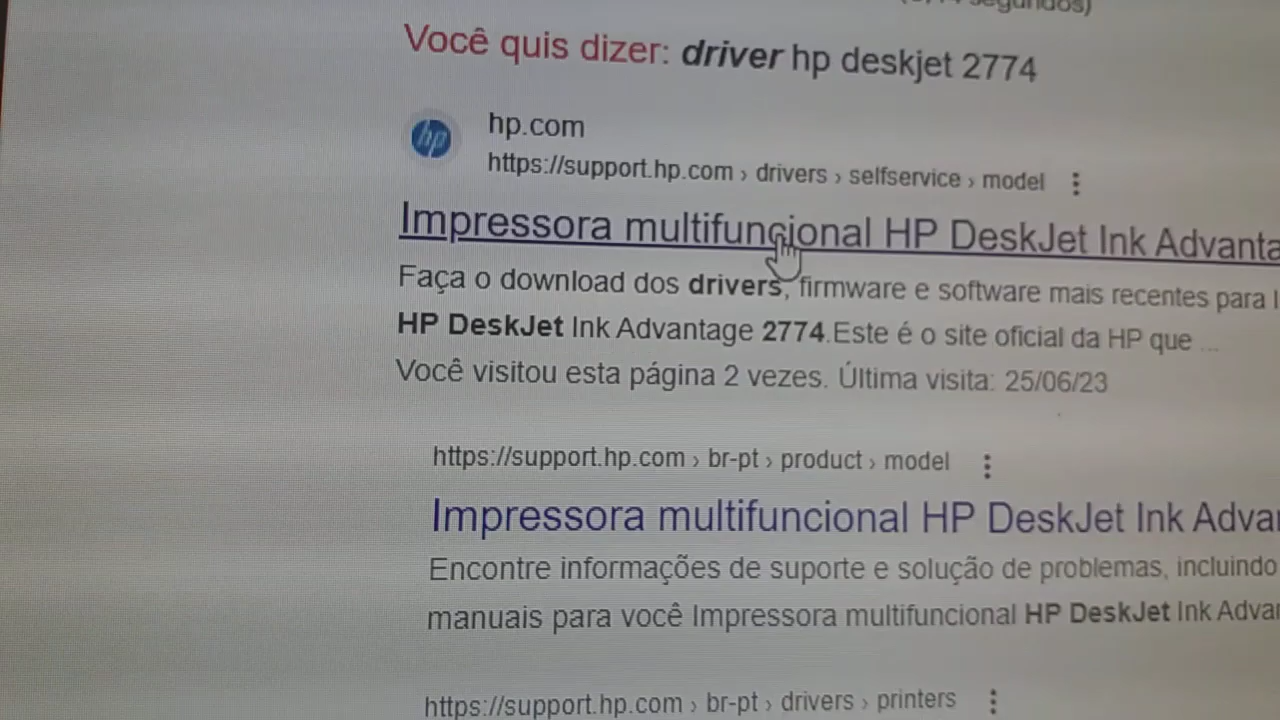 segundos)
Você quis dizer: driver hp deskjet 2774
hp
hp.com
https://support.hp.com › drivers › selfservice › model
Impressora multifuncional HP DeskJet Ink Advanta
Faça o download dos drivers, firmware e software mais recentes para I
HP DeskJet Ink Advantage 2774.Este é o site oficial da HP que ...
Você visitou esta página 2 vezes. Última visita: 25/06/23
https://support.hp.com › br-pt › product › model
Impressora multifuncional HP DeskJet Ink Advan
Encontre informações de suporte e solução de problemas, incluindo
manuais para você Impressora multifuncional HP DeskJet Ink Advan
https://support.hp.com › br-pt › drivers › printers